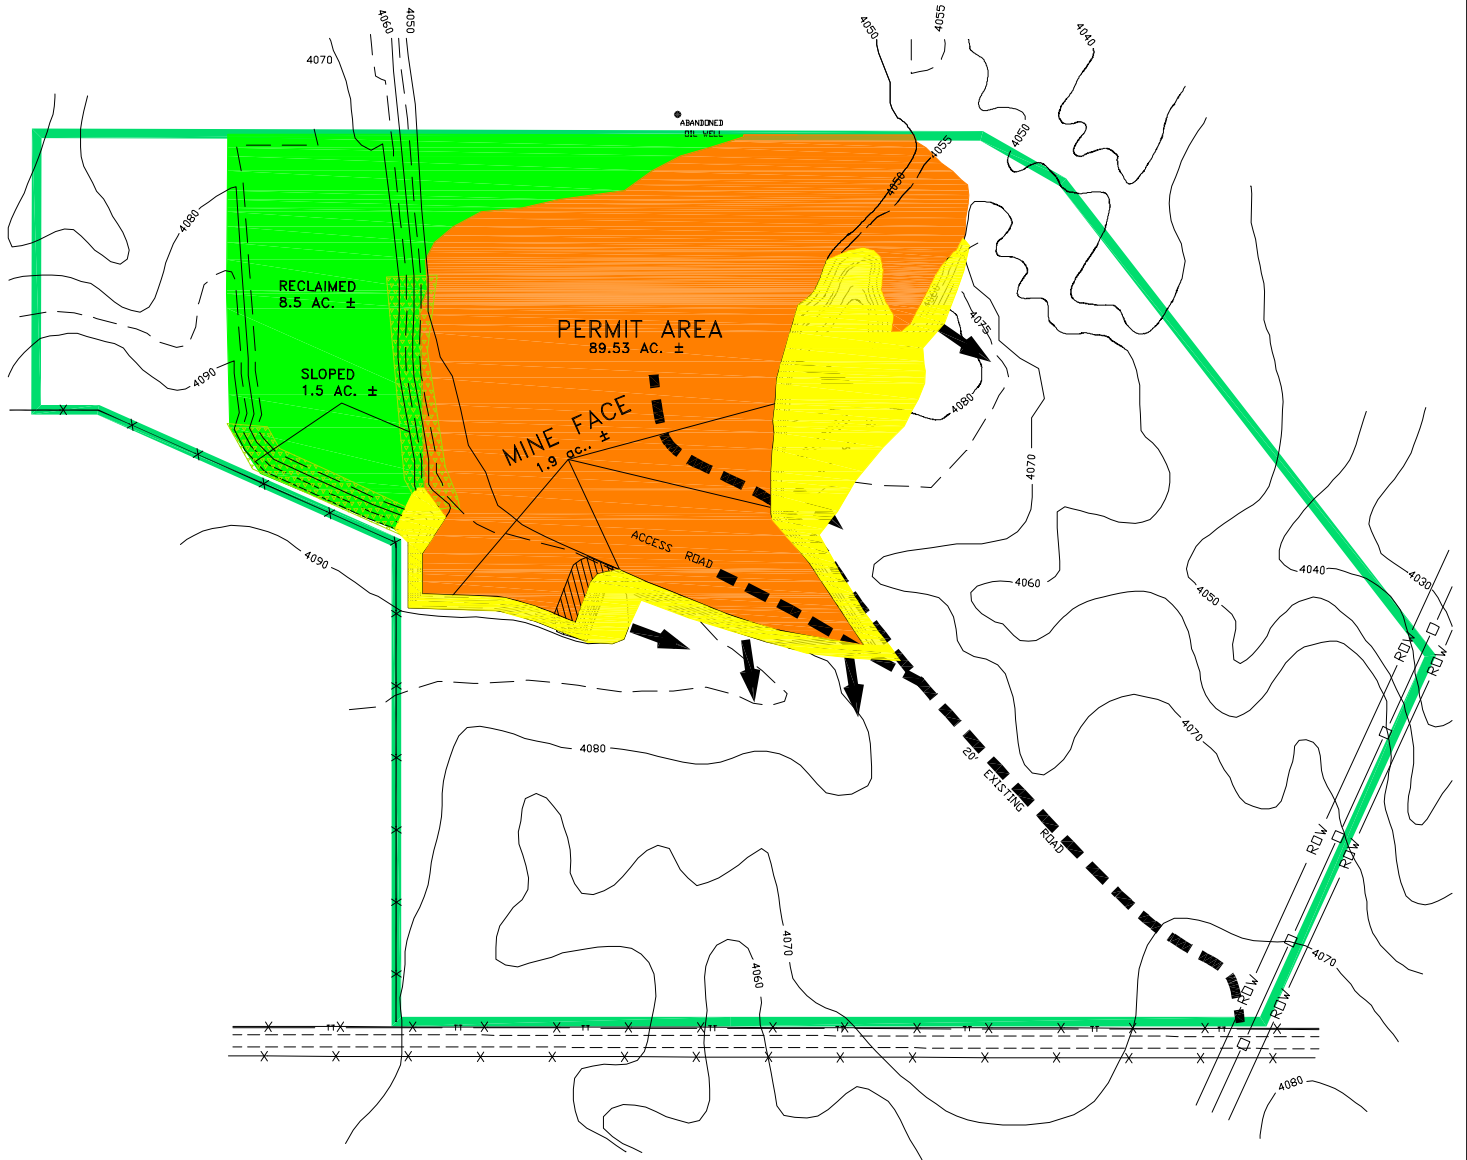 4060
4050
4050
4055
4040
4070
ABANDONED
OIL WELL
4050
4055
4050
4080
RECLAIMED
8.5 AC. ±
PERMIT AREA
89.53 AC. ±
4075
4090
SLOPED
1.5 AC. ±
4080
MINE FACE
1.9 ac.. ±
4070
ACCESS ROAD
4090
4060
4040
4030
4050
ROW
ROW
4080
4070
20' EXISTING
ROAD
ROW
ROW
4070
4060
4070
ROW
ROW
4080